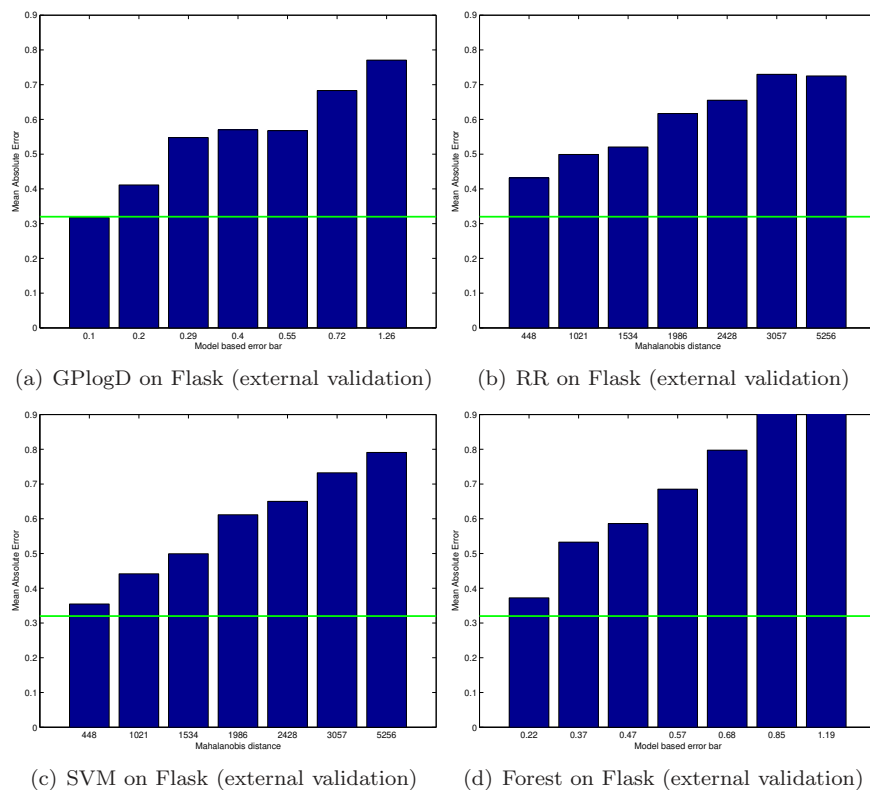 0.9
0.8
0.7
0.6
0.5
0.4
0.3
0.2
0.1
0
Mean Absolute Error
0.1 0.2 0.29 0.4 0.55 0.72 1.26
Model based error bar
(a) GPlogD on Flask (external validation)
0.9
0.8
0.7
0.6
0.5
0.4
0.3
0.2
0.1
0
Mean Absolute Error
448 1021 1534 1986 2428 3057 5256
Mahalanobis distance
(b) RR on Flask (external validation)
0.9
0.8
0.7
0.6
0.5
0.4
0.3
0.2
0.1
0
Mean Absolute Error
448 1021 1534 1986 2428 3057 5256
Mahalanobis distance
(c) SVM on Flask (external validation)
0.9
0.8
0.7
0.6
0.5
0.4
0.3
0.2
0.1
0
Mean Absolute Error
0.22 0.37 0.47 0.57 0.68 0.85 1.19
Model based error bar
(d) Forest on Flask (external validation)